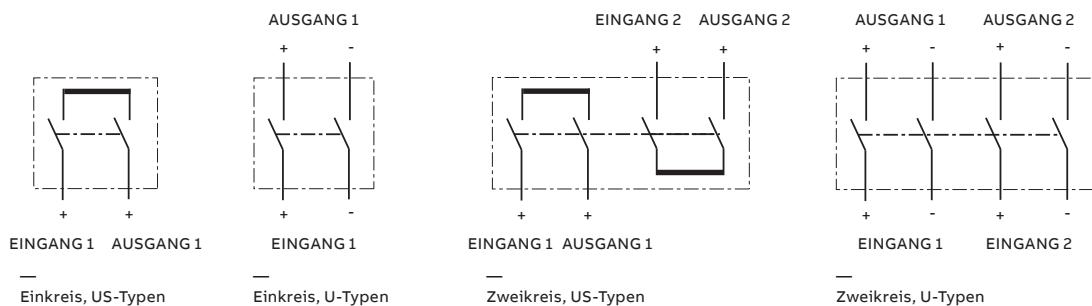 AUSGANG 1 EINGANG 2 AUSGANG 2 AUSGANG 1 AUSGANG 2
+ - + + + - + -
+ + + - + + + - + -
EINGANG 1 AUSGANG 1 EINGANG 1 EINGANG 1 AUSGANG 1 EINGANG 1 EINGANG 2
— — — —
Einkreis, US-Typen Einkreis, U-Typen Zweikreis, US-Typen Zweikreis, U-Typen